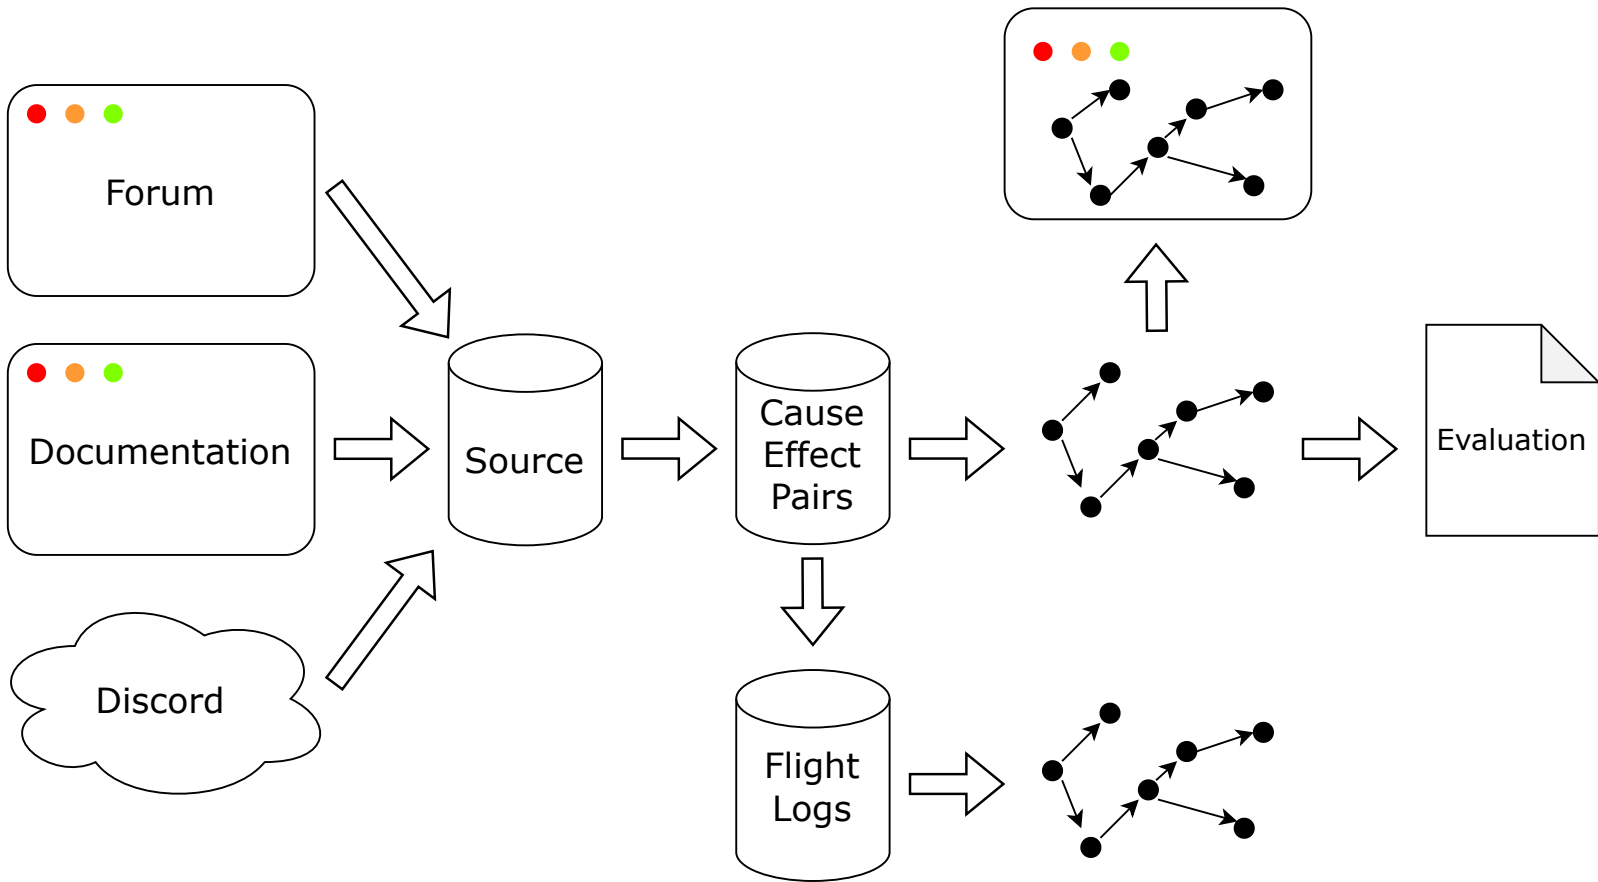 Forum
Documentation
Discord
Source
Cause
Effect
Pairs
Flight
Logs
Evaluation